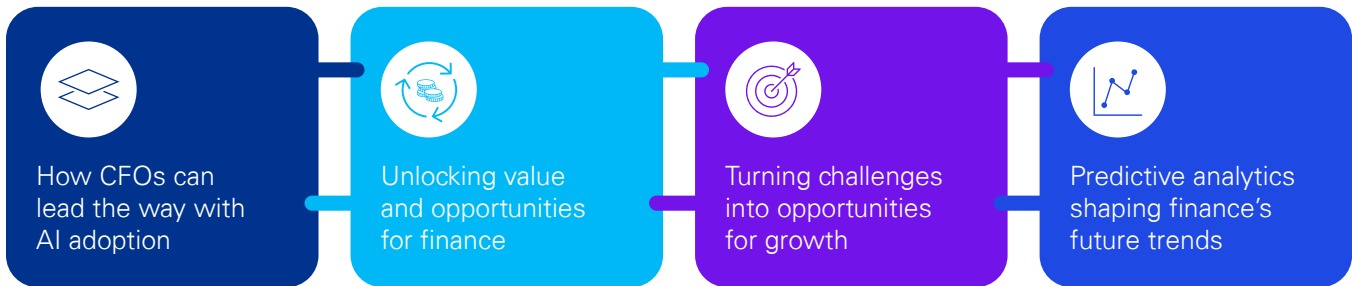 How CFOs can
lead the way with
AI adoption
Unlocking value
and opportunities
for finance
Turning challenges
into opportunities
for growth
Predictive analytics
shaping finance's
future trends